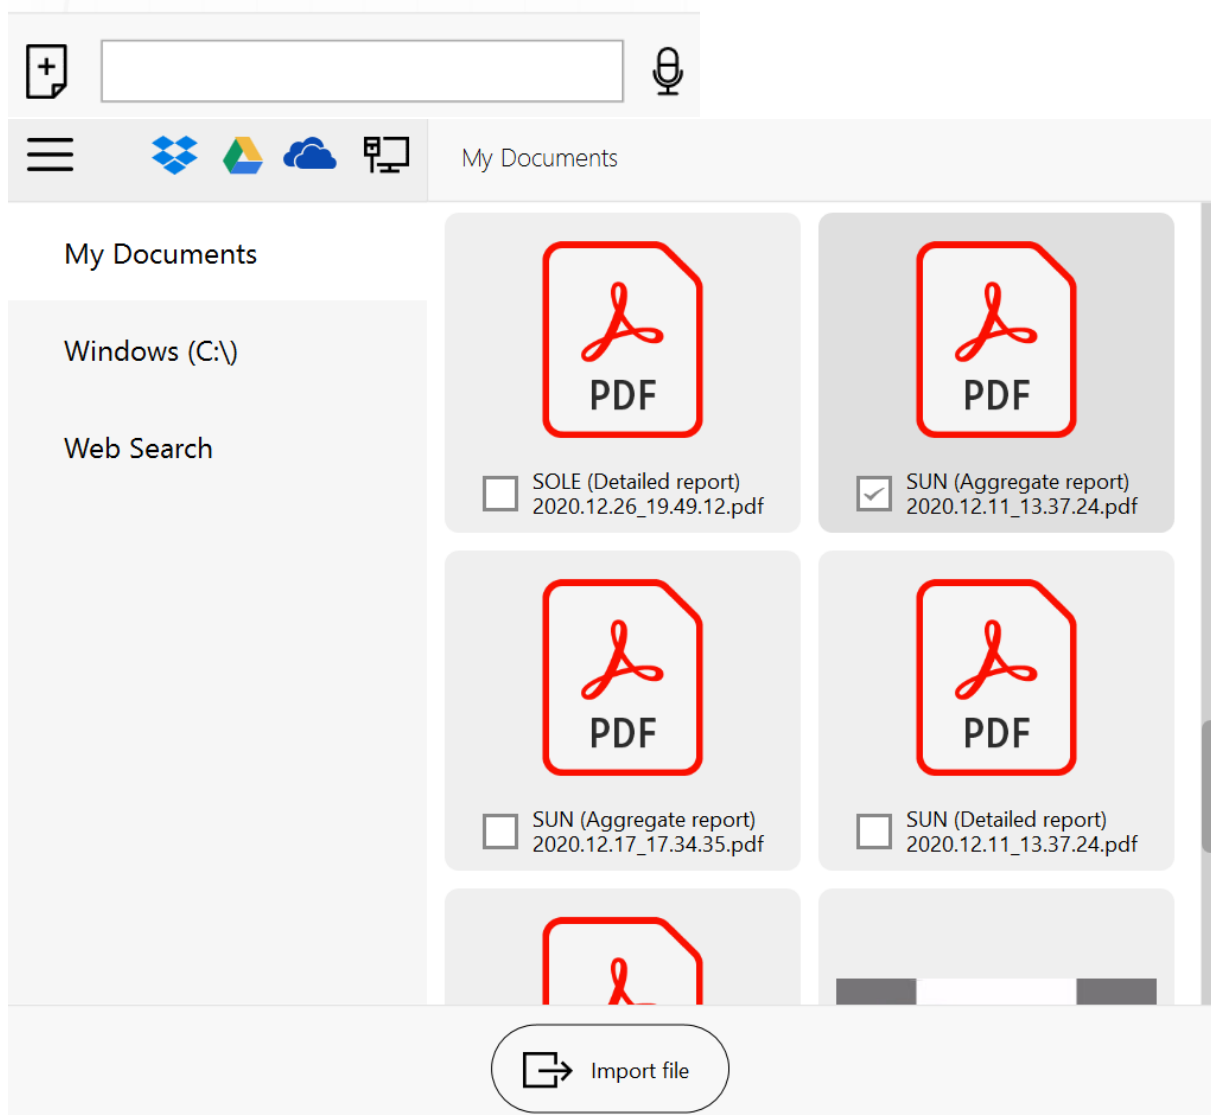 My Documents
My Documents
Windows (C:\)
Web Search
PDF
SOLE (Detailed report)
2020.12.26_19.49.12.pdf
PDF
SUN (Aggregate report)
2020.12.11_13.37.24.pdf
PDF
SUN (Aggregate report)
2020.12.17_17.34.35.pdf
PDF
SUN (Detailed report)
2020.12.11_13.37.24.pdf
Import file